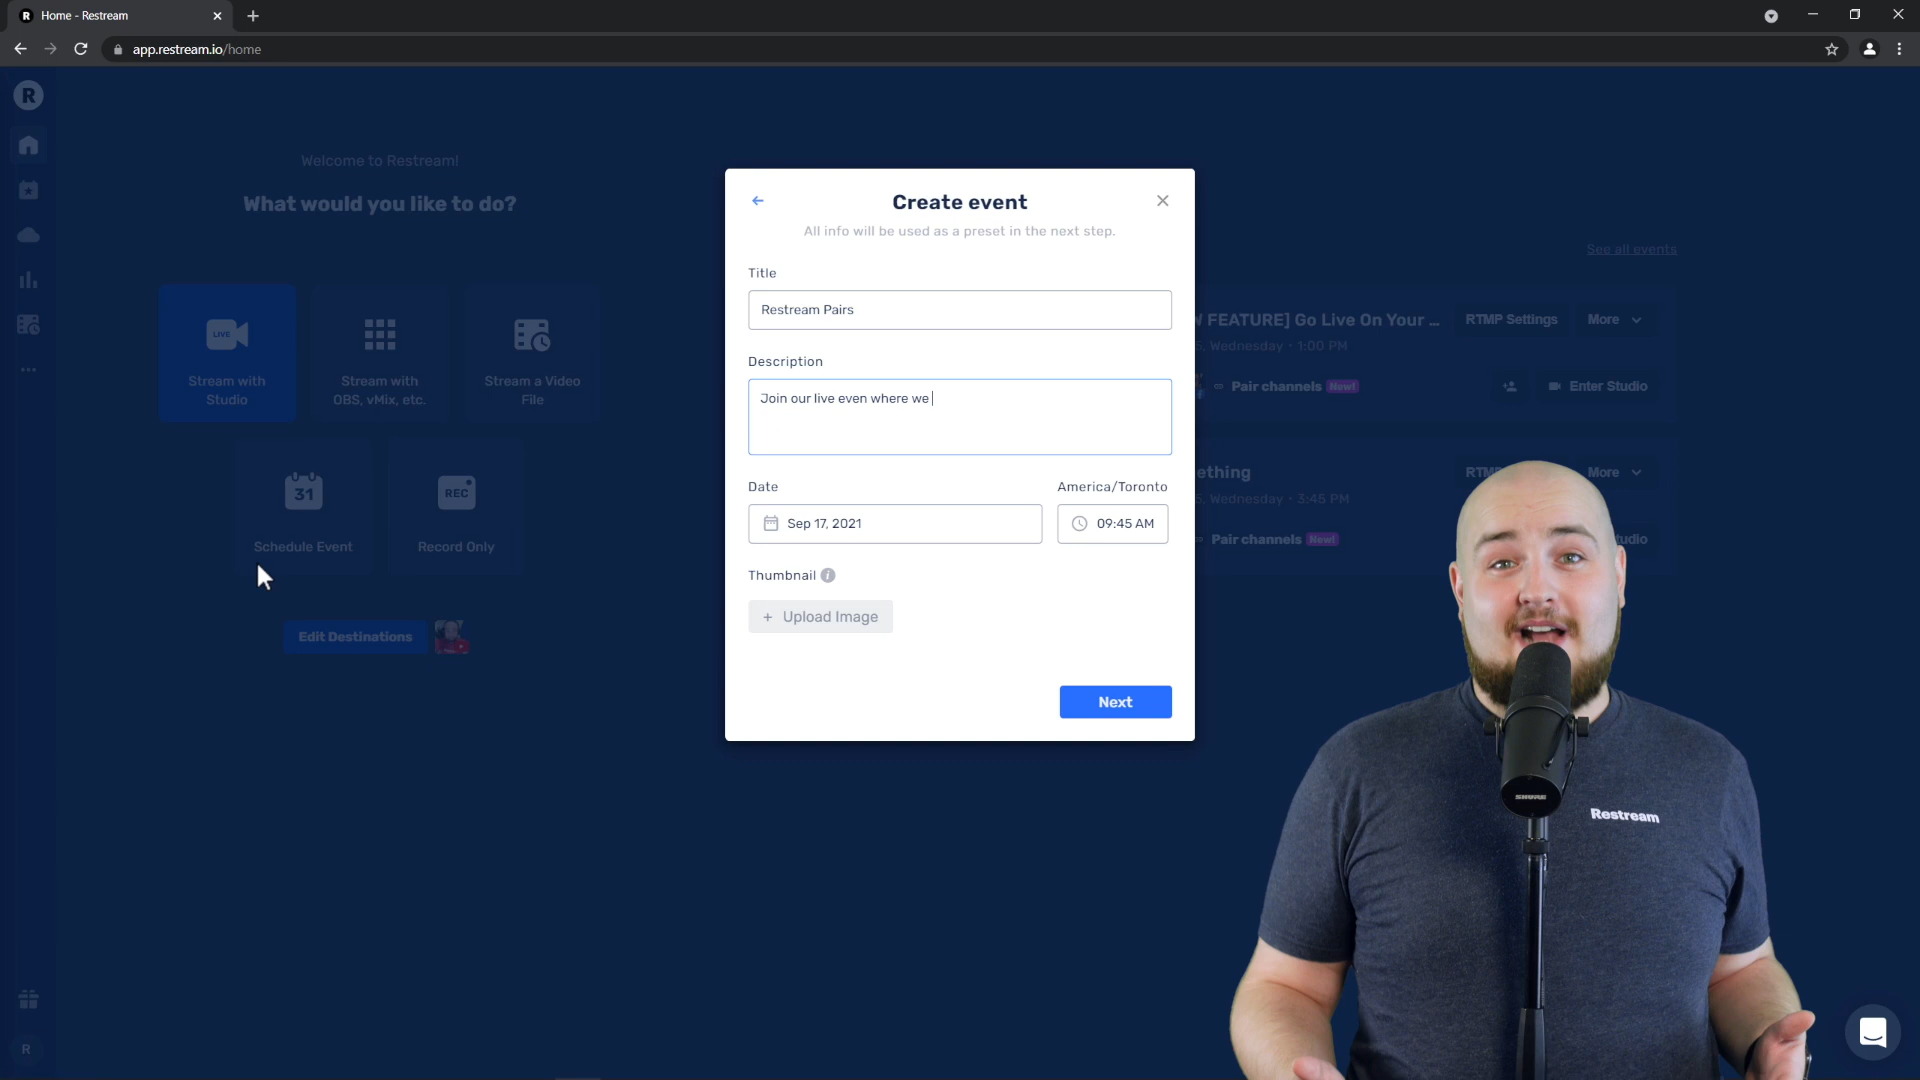 Home - Restream
app.restream.io/home
R
Welcome to Restream!
What would you like to do?
LIVE
Stream with
Studio
Stream with
OBS, vMix, etc.
Stream a Video
File
31
Schedule Event
REC
Record Only
Edit Destinations
R
Create event
All info will be used as a preset in the next step.
Title
Restream Pairs
Description
Join our live even where we
Date
America/Toronto
Sep 17, 2021
09:45 AM
Thumbnail
+ Upload Image
Next
See all events
FEATURE] Go Live On Your ...
RTMP Settings
More
Wednesday · 1:00 PM
Pair channels New!
Enter Studio
More
Wednesday · 3:45 PM
Pair channels New!
SHURE
Restream